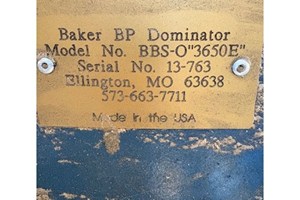 Baker BP Dominator
Model No. BBS-O"3650E"
Serial No. 13-763
Ellington, MO 63638
573-663-7711
Made in the USA